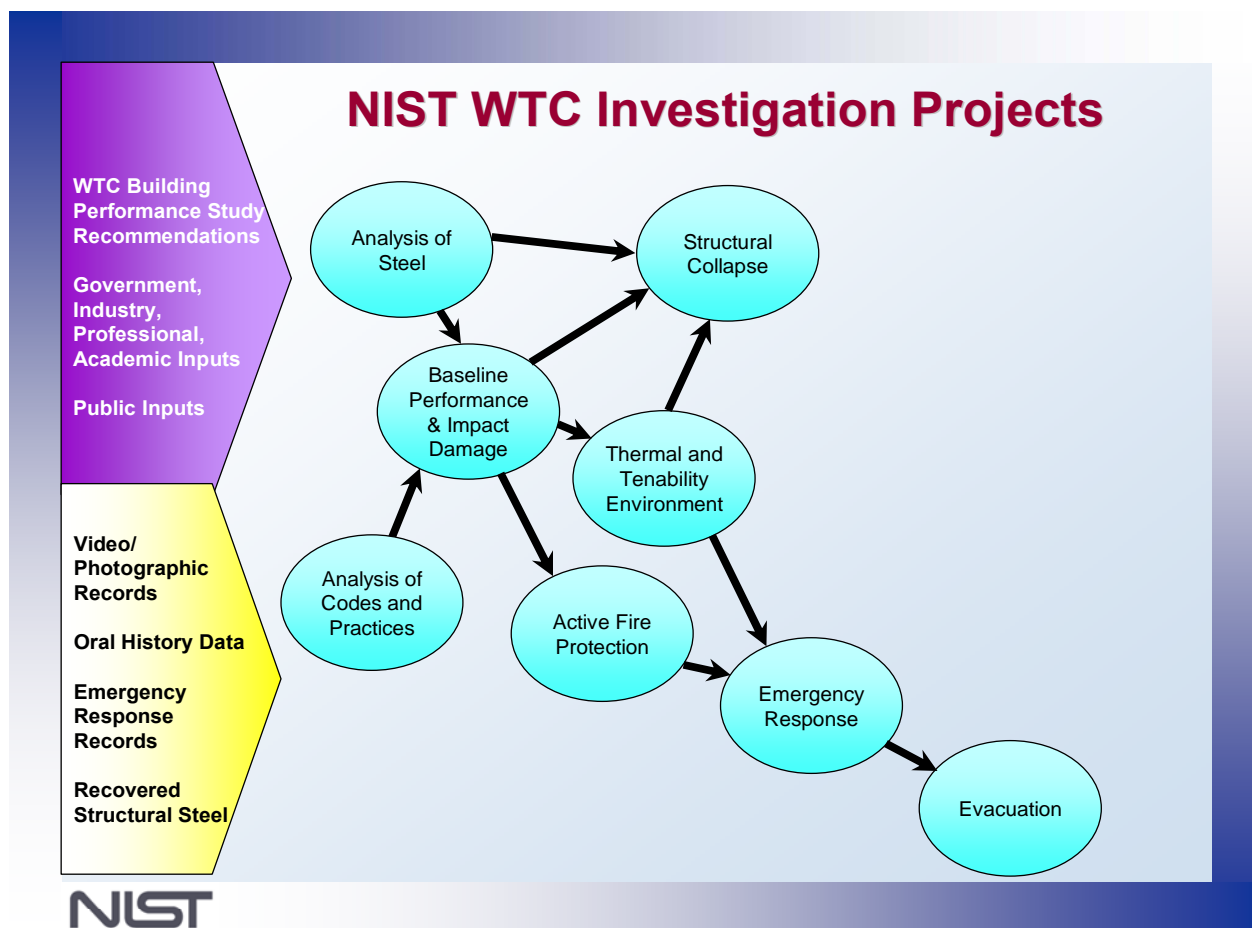 NIST WTC Investigation Projects
WTC Building
Performance Study
Recommendations
Government,
Industry,
Professional,
Academic Inputs
Public Inputs
Video/
Photographic
Records
Oral History Data
Emergency
Response
Records
Recovered
Structural Steel
Analysis of
Steel
Structural
Collapse
Baseline
Performance
& Impact
Damage
Thermal and
Tenability
Environment
Analysis of
Codes and
Practices
Active Fire
Protection
Emergency
Response
Evacuation
NIST